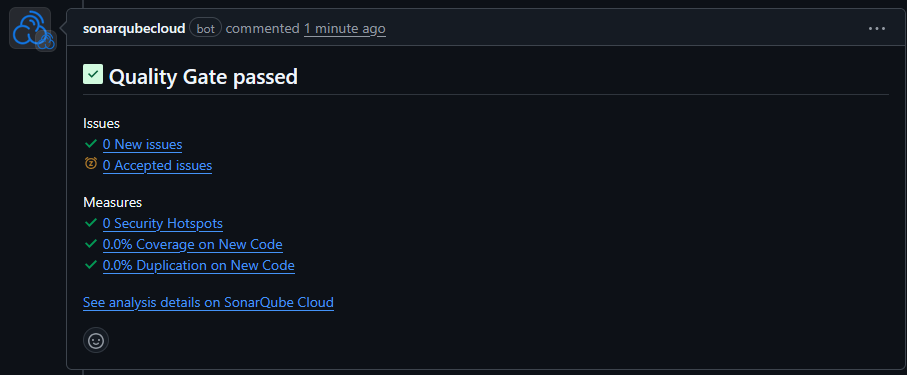 sonarqubecloud bot commented 1 minute ago
Quality Gate passed
Issues
0 New issues
0 Accepted issues
Measures
0 Security Hotspots
0.0% Coverage on New Code
0.0% Duplication on New Code
See analysis details on SonarQube Cloud